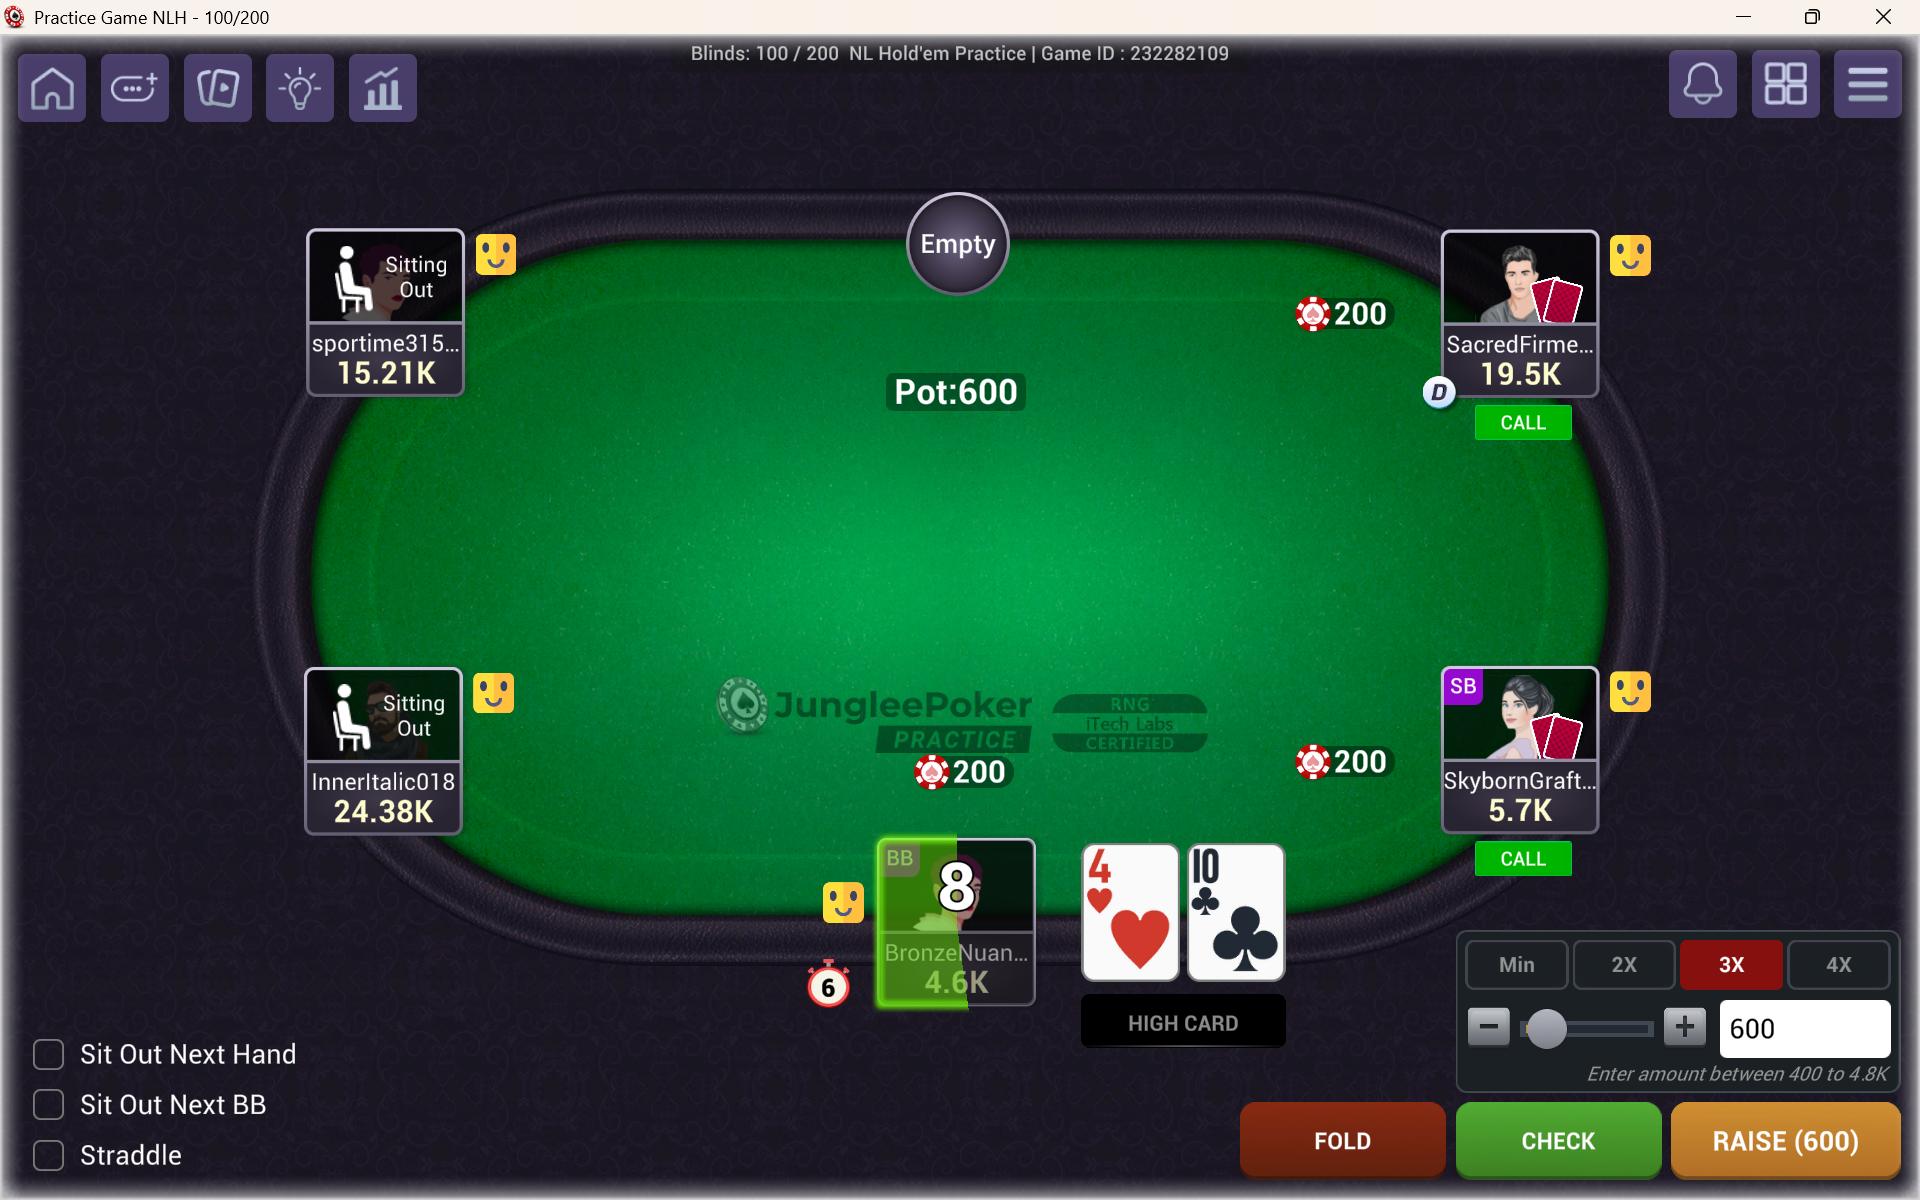 Practice Game NLH - 100/200
Blinds: 100 / 200 NL Hold'em Practice | Game ID : 232282109
Empty
Sitting
Out
sportime315...
15.21K
200
SacredFirme...
19.5K
D
CALL
Pot:600
Sitting
Out
InnerItalic018
24.38K
JungleePoker
PRACTICE
RNG
iTech Labs
CERTIFIED
200
200
SB
SkybornGraft...
5.7K
CALL
BB
8
BronzeNuan...
4.6K
6
4
10
HIGH CARD
Min
2X
3X
4X
600
Enter amount between 400 to 4.8K
Sit Out Next Hand
Sit Out Next BB
Straddle
FOLD
CHECK
RAISE (600)